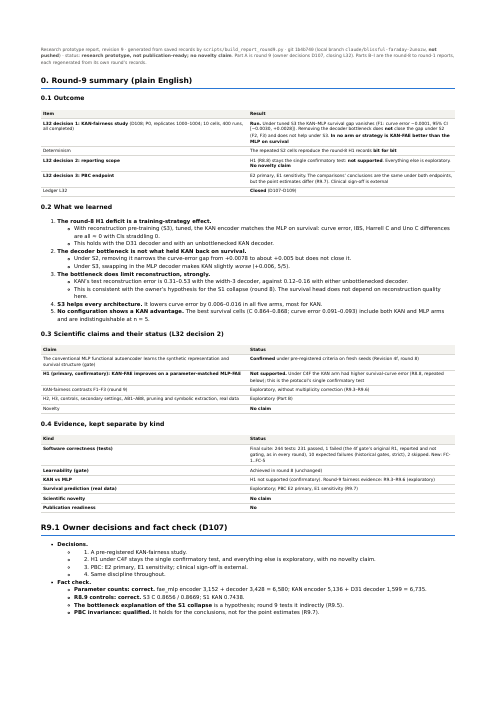 Research prototype report, revision 9 · generated from saved records by scripts/build_report_round9.py · git 1b4b748 (local branch claude/blissful-faraday-2unozw, not
pushed) · status: research prototype, not publication-ready; no novelty claim. Part A is round 9 (owner decisions D107, closing L32). Parts B–I are the round-8 to round-1 reports,
each regenerated from its own round's records.
0. Round-9 summary (plain English)
0.1 Outcome
Item Result
L32 decision 1: KAN-fairness study (D108; P0, replicates 1000–1004; 10 cells, 400 runs,
all completed)
Run. Under tuned S3 the KAN-MLP survival gap vanishes (F1: curve error −0.0001, 95% CI
[−0.0030, +0.0028]). Removing the decoder bottleneck does not close the gap under S2
(F2, F3) and does not help under S3. In no arm or strategy is KAN-FAE better than the
MLP on survival
Determinism The repeated S2 cells reproduce the round-8 H1 records bit for bit
L32 decision 2: reporting scope H1 (R8.8) stays the single confirmatory test: not supported. Everything else is exploratory.
No novelty claim
L32 decision 3: PBC endpoint E2 primary, E1 sensitivity. The comparisons' conclusions are the same under both endpoints,
but the point estimates differ (R9.7). Clinical sign-off is external
Ledger L32 Closed (D107–D109)
0.2 What we learned
1. The round-8 H1 deficit is a training-strategy effect.
With reconstruction pre-training (S3), tuned, the KAN encoder matches the MLP on survival: curve error, IBS, Harrell C and Uno C differences
are all ≈ 0 with CIs straddling 0.
This holds with the D31 decoder and with an unbottlenecked KAN decoder.
2. The decoder bottleneck is not what held KAN survival back.
Under S2, removing it narrows the curve-error gap from +0.0078 to about +0.005 but does not close it.
Under S3, swapping in the MLP decoder makes KAN slightly worse (+0.006, 5/5).
3. The bottleneck does limit reconstruction, strongly.
KAN's test reconstruction error is 0.31–0.53 with the width-3 decoder, against 0.12–0.16 with either unbottlenecked decoder.
This is consistent with the owner's hypothesis for the S1 collapse (round 8). The survival head does not depend on reconstruction quality
here.
4. S3 helps every architecture. It lowers curve error by 0.006–0.016 in all five arms, most for KAN.
5. No configuration shows a KAN advantage. The best survival cells (C 0.864–0.868; curve error 0.091–0.093) include both KAN and MLP arms
and are indistinguishable at n = 5.
0.3 Scientific claims and their status (L32 decision 2)
Claim Status
The conventional MLP functional autoencoder learns the synthetic representation and
survival structure (gate)
Confirmed under pre-registered criteria on fresh seeds (Revision 4f, round 8)
H1 (primary, confirmatory): KAN-FAE improves on a parameter-matched MLP-FAE Not supported. Under C4F the KAN arm had higher survival-curve error (R8.8, repeated
below); this is the protocol's single confirmatory test
KAN-fairness contrasts F1–F3 (round 9) Exploratory, without multiplicity correction (R9.3–R9.6)
H2, H3, controls, secondary settings, AB1–AB8, pruning and symbolic extraction, real data Exploratory (Part B)
Novelty No claim
0.4 Evidence, kept separate by kind
Kind Status
Software correctness (tests) Final suite: 244 tests: 231 passed, 1 failed (the 4f gate's original R1, reported and not
gating, as in every round), 10 expected failures (historical gates, strict), 2 skipped. New: FC-
1..FC-5
Learnability (gate) Achieved in round 8 (unchanged)
KAN vs MLP H1 not supported (confirmatory). Round-9 fairness evidence: R9.3–R9.6 (exploratory)
Survival prediction (real data) Exploratory; PBC E2 primary, E1 sensitivity (R9.7)
Scientific novelty No claim
Publication readiness No
R9.1 Owner decisions and fact check (D107)
Decisions.
1. A pre-registered KAN-fairness study.
2. H1 under C4F stays the single confirmatory test, and everything else is exploratory, with no novelty claim.
3. PBC: E2 primary, E1 sensitivity; clinical sign-off is external.
4. Same discipline throughout.
Fact check.
Parameter counts: correct. fae_mlp encoder 3,152 + decoder 3,428 = 6,580; KAN encoder 5,136 + D31 decoder 1,599 = 6,735.
R8.9 controls: correct. S3 C 0.8656 / 0.8669; S1 KAN 0.7438.
The bottleneck explanation of the S1 collapse is a hypothesis; round 9 tests it indirectly (R9.5).
PBC invariance: qualified. It holds for the conclusions, not for the point estimates (R9.7).